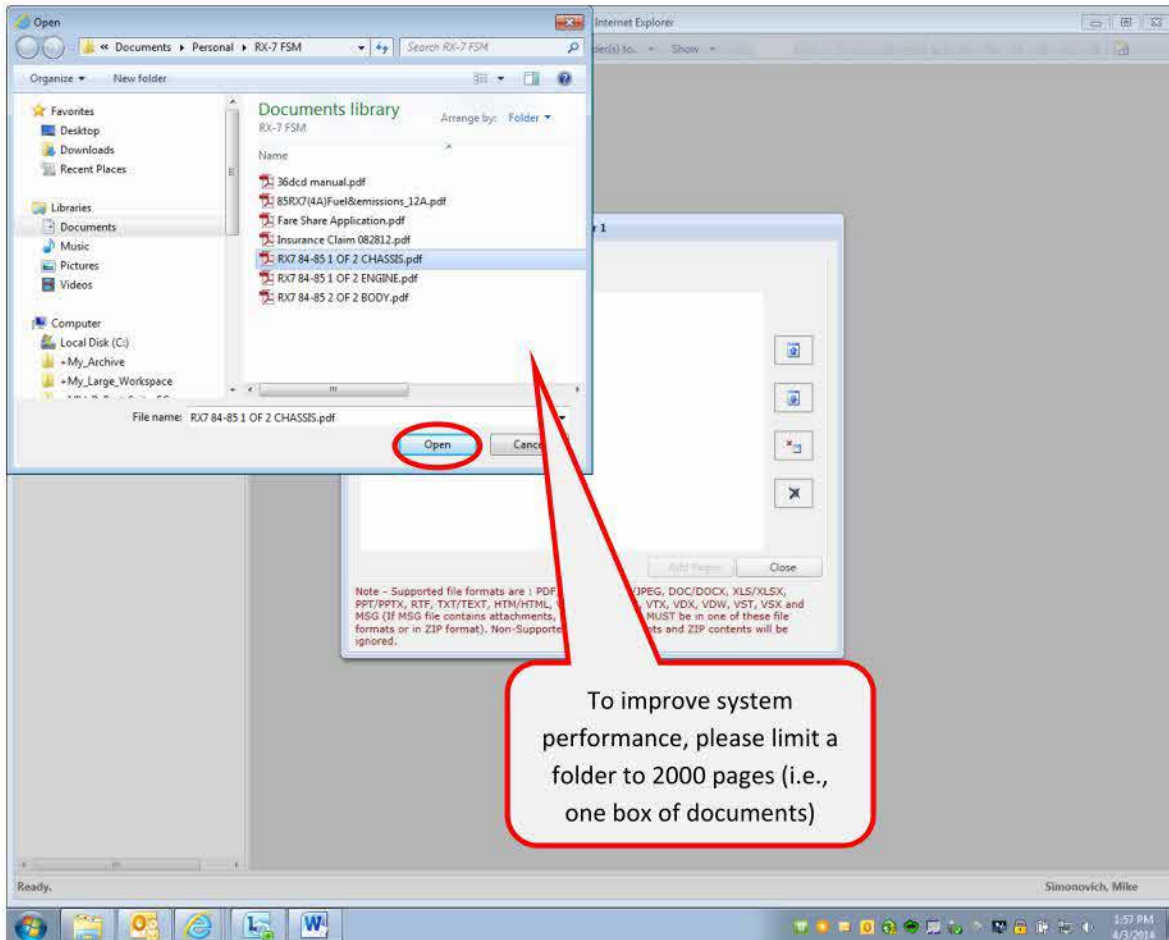 Open
Internet Explorer
« Documents ▸ Personal ▸ RX-7 FSM
Search RX-7 FSM
der(s) to..
Show
Organize
New folder
Favorites
Desktop
Downloads
Recent Places
Libraries
Documents
Music
Pictures
Videos
Computer
Local Disk (C:)
+My_Archive
+My_Large_Workspace
Documents library
RX-7 FSM
Arrange by: Folder
Name
36dcd manual.pdf
85RX7(4A)Fuel&emissions_12A.pdf
Fare Share Application.pdf
Insurance Claim 082812.pdf
RX7 84-85 1 OF 2 CHASSIS.pdf
RX7 84-85 1 OF 2 ENGINE.pdf
RX7 84-85 2 OF 2 BODY.pdf
File name: RX7 84-85 1 OF 2 CHASSIS.pdf
Open
Cance
r 1
Add Pages
Close
Note - Supported file formats are : PDF, /JPEG, DOC/DOCX, XLS/XLSX,
PPT/PPTX, RTF, TXT/TEXT, HTM/HTML, VTX, VDX, VDW, VST, VSX and
MSG (If MSG file contains attachments, MUST be in one of these file
formats or in ZIP format). Non-Supporte nts and ZIP contents will be
ignored.
To improve system
performance, please limit a
folder to 2000 pages (i.e.,
one box of documents)
Ready.
Simonovich, Mike
1:57 PM
4/3/2014